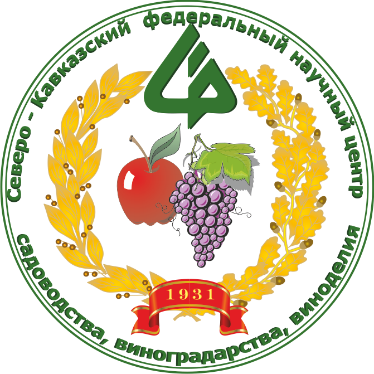 Северо - Кавказский федеральный научный центр
садоводства, виноградарства, виноделия
1931